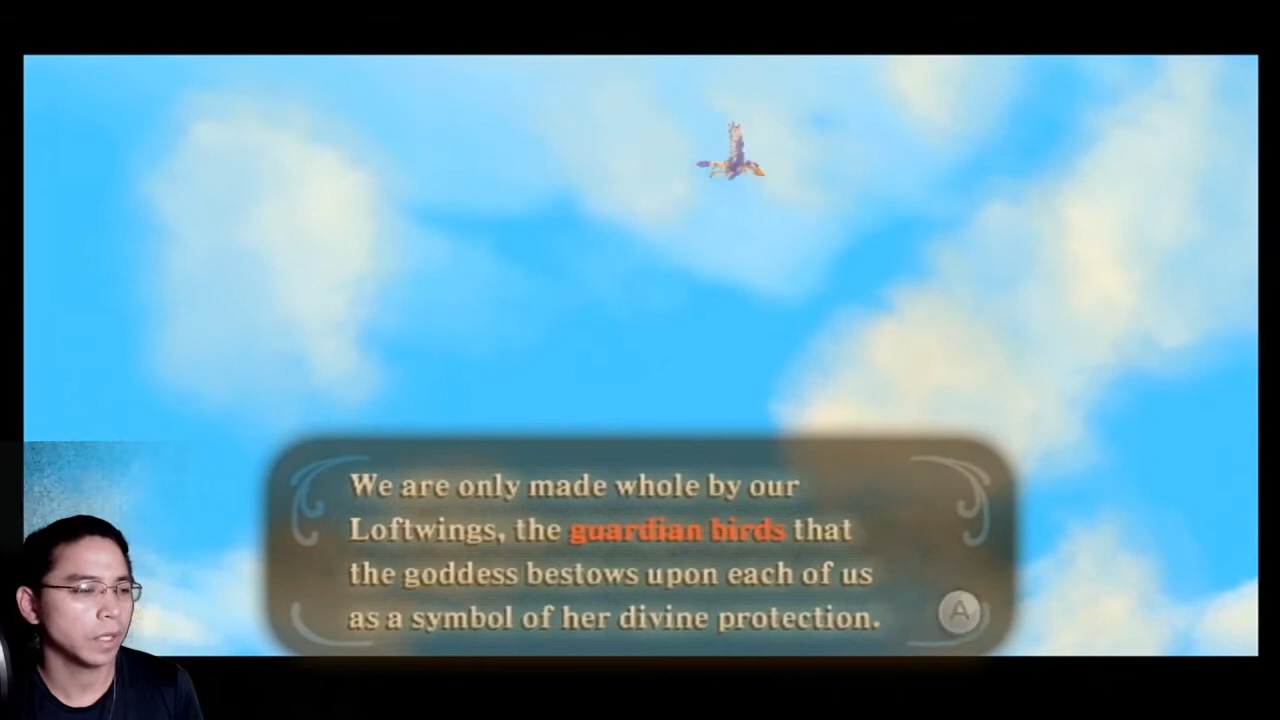 We are only made whole by our
Loftwings, the guardian birds that
the goddess bestows upon each of us
as a symbol of her divine protection.
A